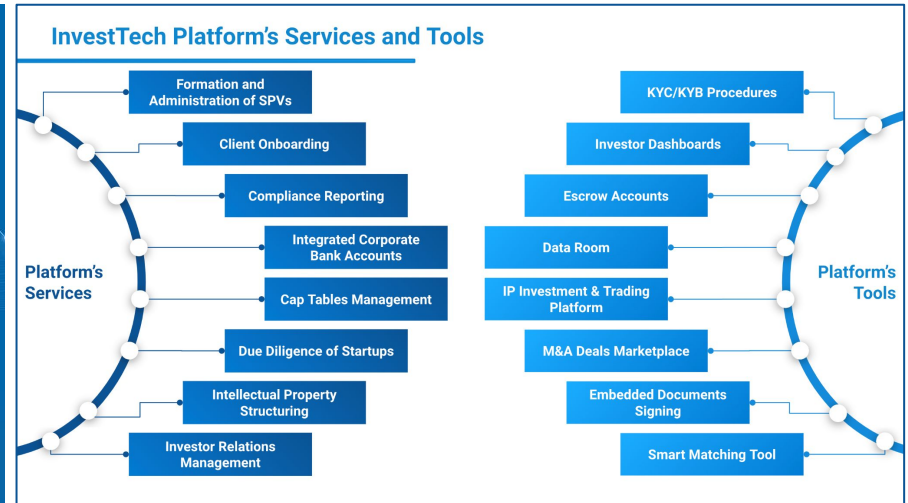 InvestTech Platform's Services and Tools
Platform's
Services
Formation and
Administration of SPVs
Client Onboarding
Compliance Reporting
Integrated Corporate
Bank Accounts
Cap Tables Management
Due Diligence of Startups
Intellectual Property
Structuring
Investor Relations
Management
KYC/KYB Procedures
Investor Dashboards
Escrow Accounts
Data Room
IP Investment & Trading
Platform
M&A Deals Marketplace
Embedded Documents
Signing
Smart Matching Tool
Platform's
Tools